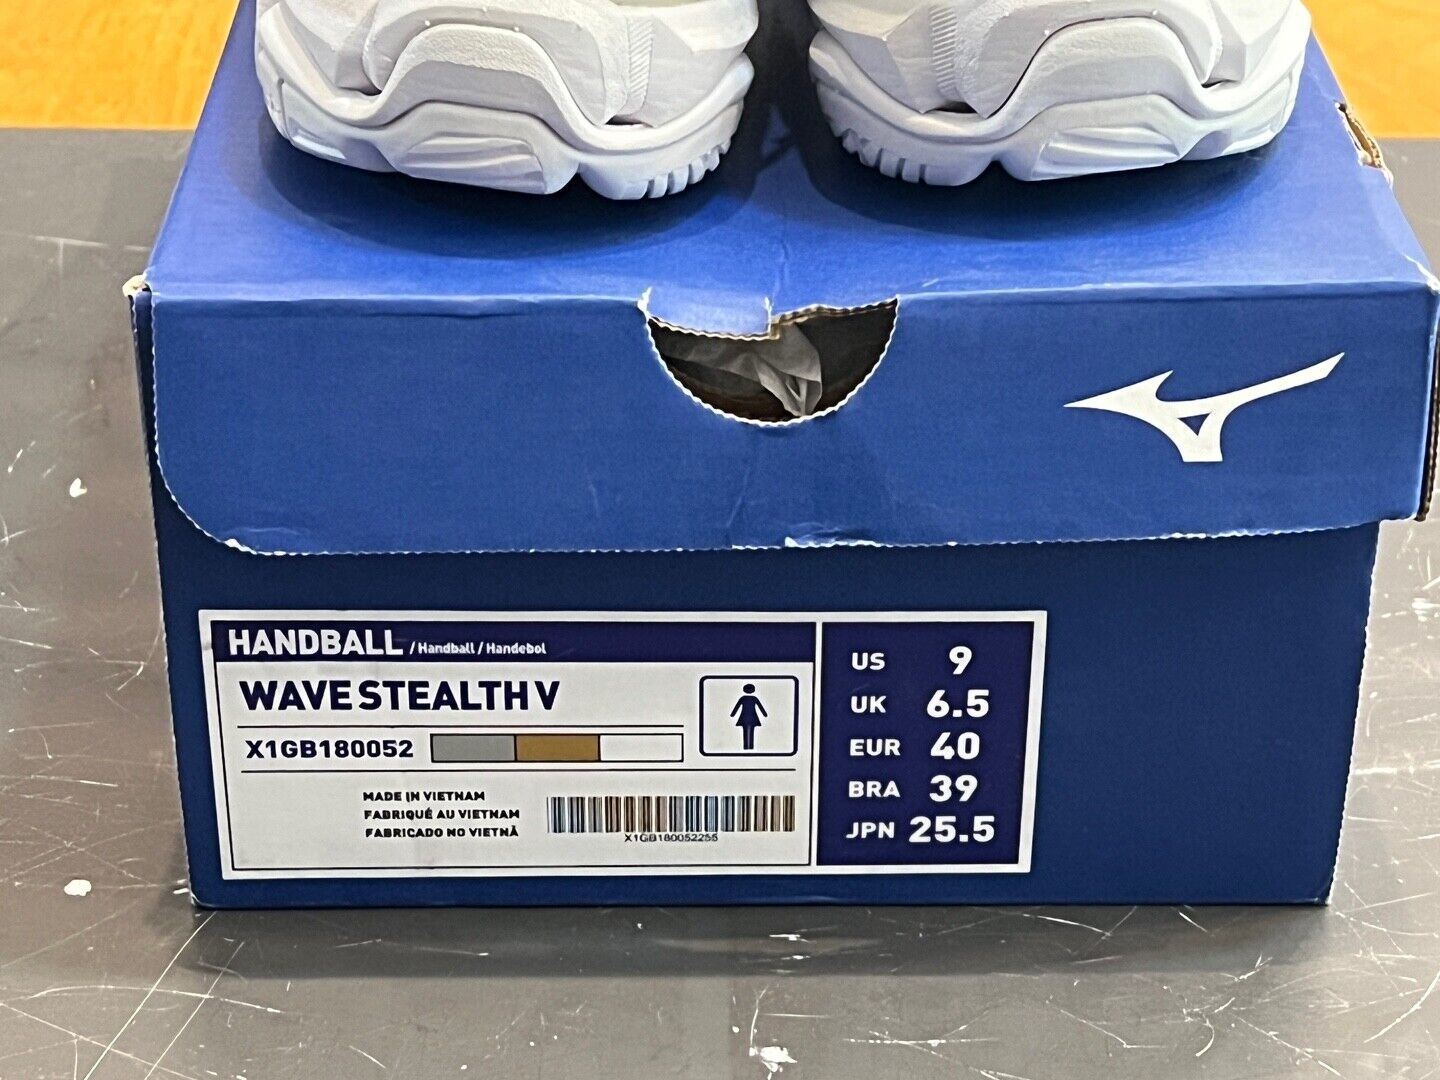 HANDBALL / Handball / Handebol
WAVE STEALTH V
X1GB180052
MADE IN VIETNAM
FABRIQUÉ AU VIETNAM
FABRICADO NO VIETNÃ
X1GB180052255
US 9
UK 6.5
EUR 40
BRA 39
JPN 25.5